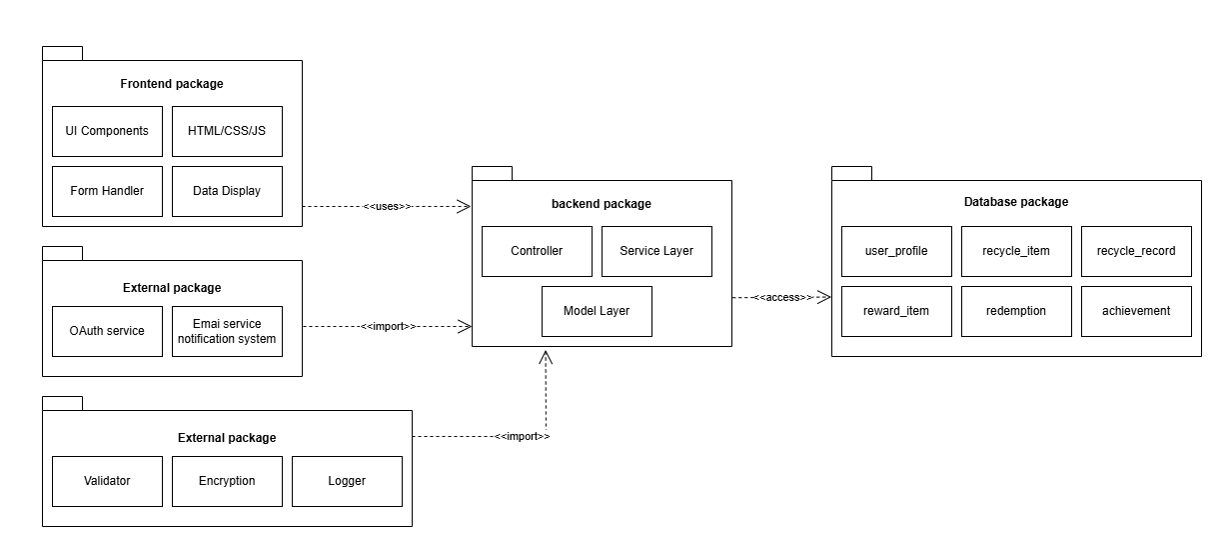 Frontend package
UI Components
HTML/CSS/JS
Form Handler
Data Display
<<uses>>
External package
OAuth service
Emai service
notification system
<<import>>
External package
Validator
Encryption
Logger
<<import>>
backend package
Controller
Service Layer
Model Layer
<<access>>
Database package
user_profile
recycle_item
recycle_record
reward_item
redemption
achievement